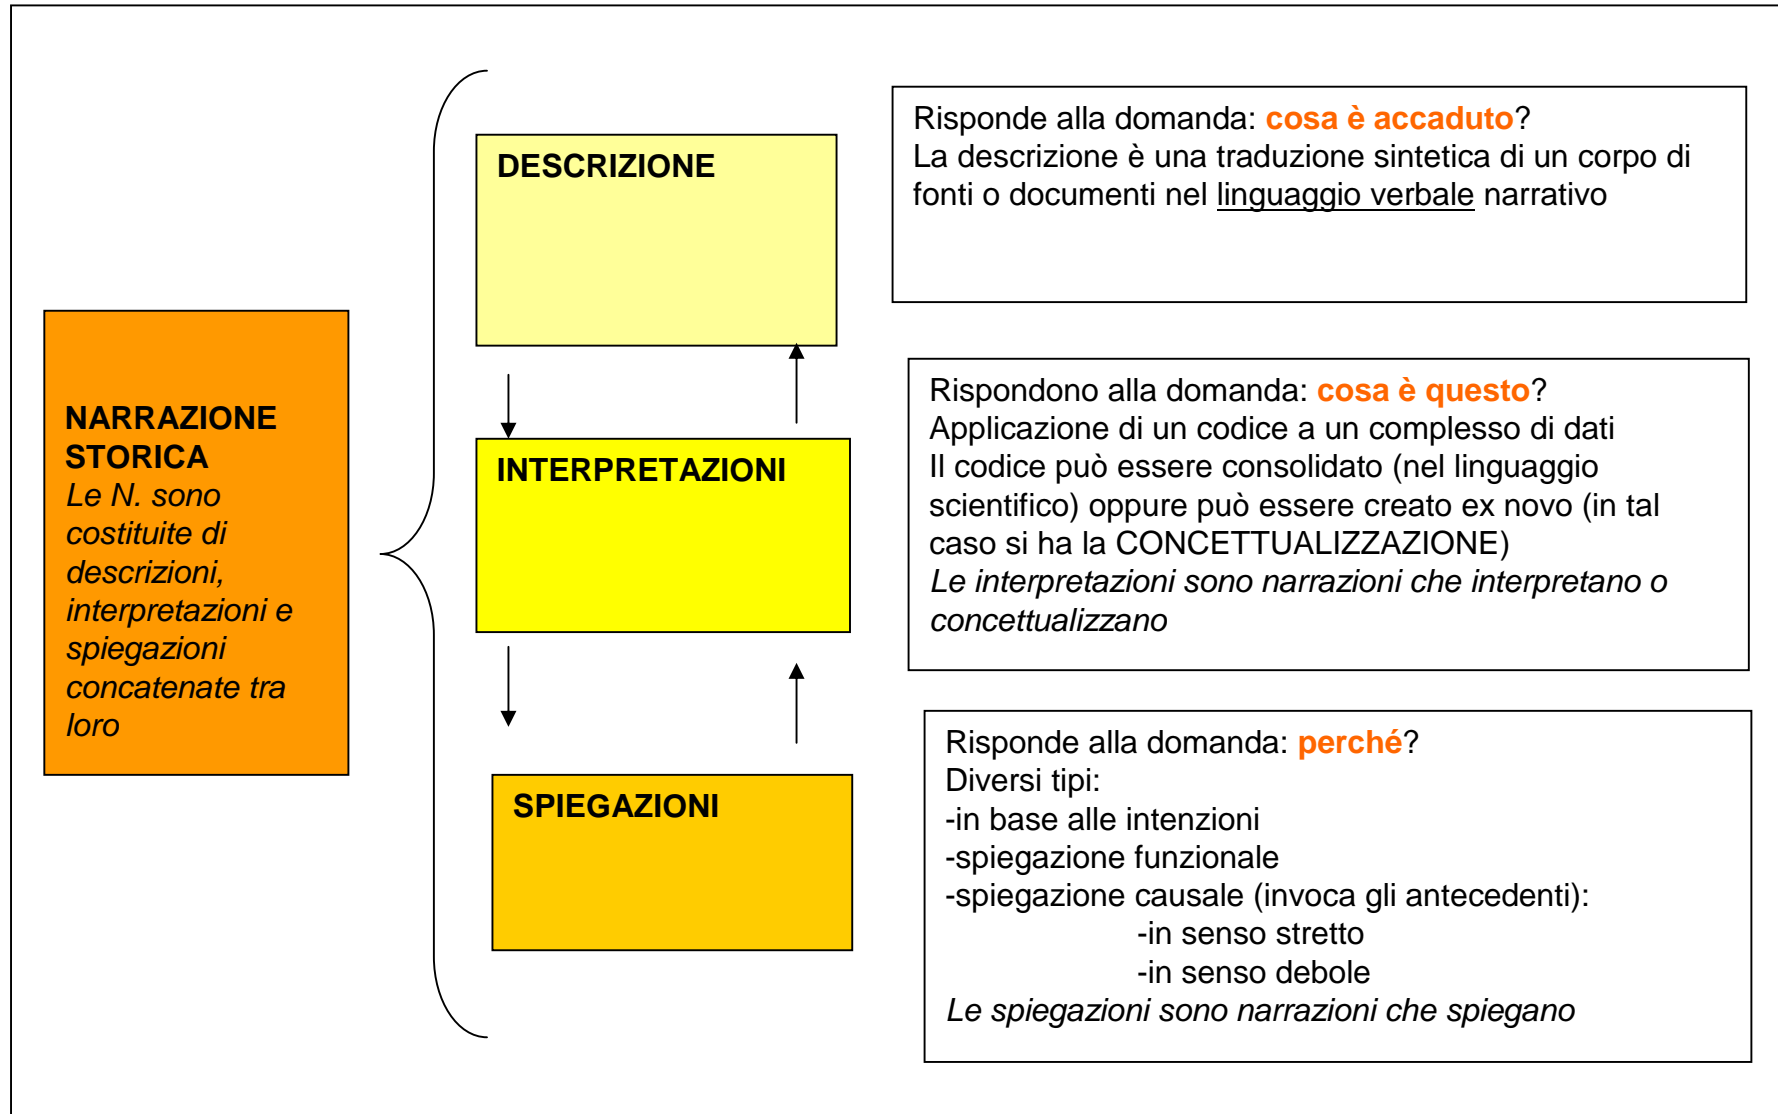 NARRAZIONE
STORICA
Le N. sono
costituite di
descrizioni,
interpretazioni e
spiegazioni
concatenate tra
loro
DESCRIZIONE
Risponde alla domanda: cosa è accaduto?
La descrizione è una traduzione sintetica di un corpo di
fonti o documenti nel linguaggio verbale narrativo
INTERPRETAZIONI
Rispondono alla domanda: cosa è questo?
Applicazione di un codice a un complesso di dati
Il codice può essere consolidato (nel linguaggio
scientifico) oppure può essere creato ex novo (in tal
caso si ha la CONCETTUALIZZAZIONE)
Le interpretazioni sono narrazioni che interpretano o
concettualizzano
SPIEGAZIONI
Risponde alla domanda: perché?
Diversi tipi:
-in base alle intenzioni
-spiegazione funzionale
-spiegazione causale (invoca gli antecedenti):
-in senso stretto
-in senso debole
Le spiegazioni sono narrazioni che spiegano